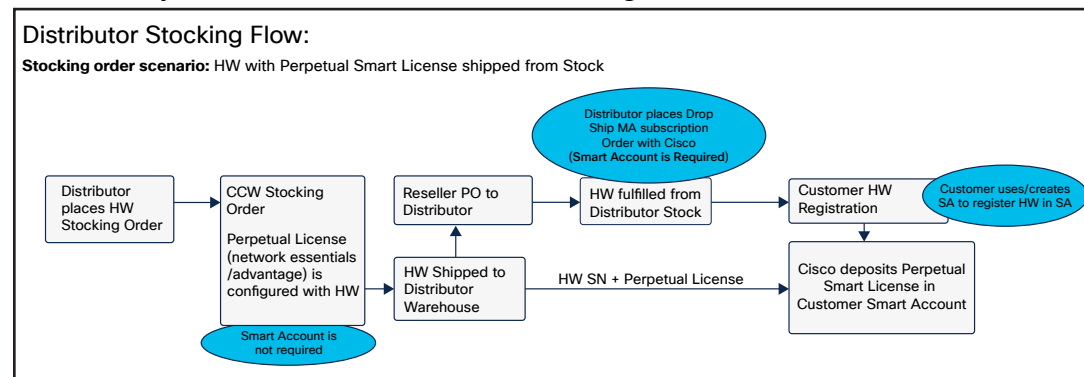 Distributor Stocking Flow:
Stocking order scenario: HW with Perpetual Smart License shipped from Stock
Distributor places Drop
Ship MA subscription
Order with Cisco
(Smart Account is Required)
Distributor
places HW
Stocking Order
CCW Stocking
Order
Perpetual License
(network essentials
/advantage) is
configured with HW
Smart Account is
not required
Reseller PO to
Distributor
HW fulfilled from
Distributor Stock
Customer HW
Registration
Customer uses/creates
SA to register HW in SA
HW Shipped to
Distributor
Warehouse
HW SN + Perpetual License
Cisco deposits Perpetual
Smart License in
Customer Smart Account